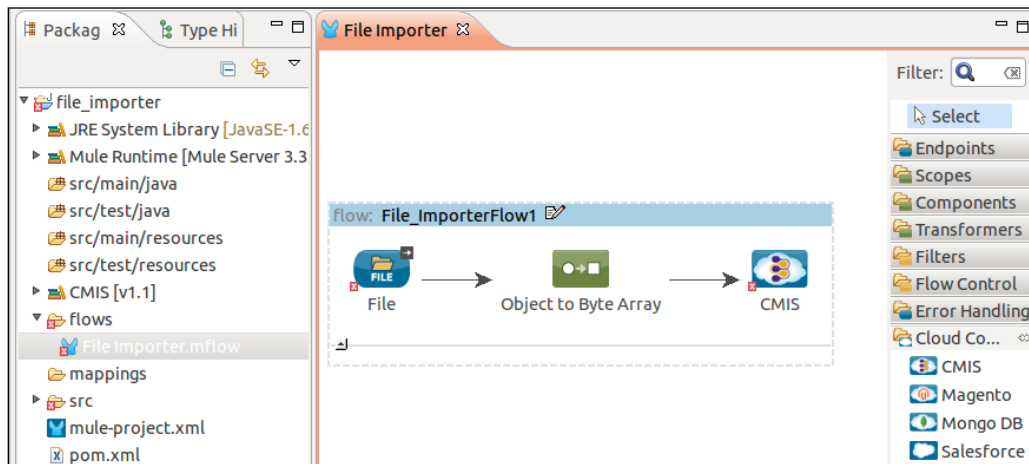 Packag
Type Hi
File Importer
file_importer
JRE System Library [JavaSE-1.6
Mule Runtime [Mule Server 3.3
src/main/java
src/test/java
src/main/resources
src/test/resources
CMIS [v1.1]
flows
File Importer.mflow
mappings
src
mule-project.xml
pom.xml
flow: File_ImporterFlow1
FILE
File
Object to Byte Array
CMIS
Filter:
Select
Endpoints
Scopes
Components
Transformers
Filters
Flow Control
Error Handling
Cloud Co...
CMIS
Magento
Mongo DB
Salesforce